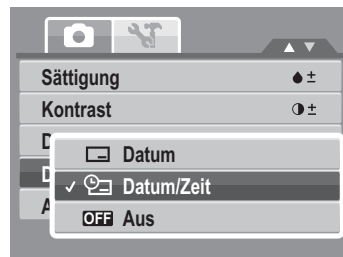 Sättigung
Kontrast
D
Datum
D
Datum/Zeit
A
OFF Aus